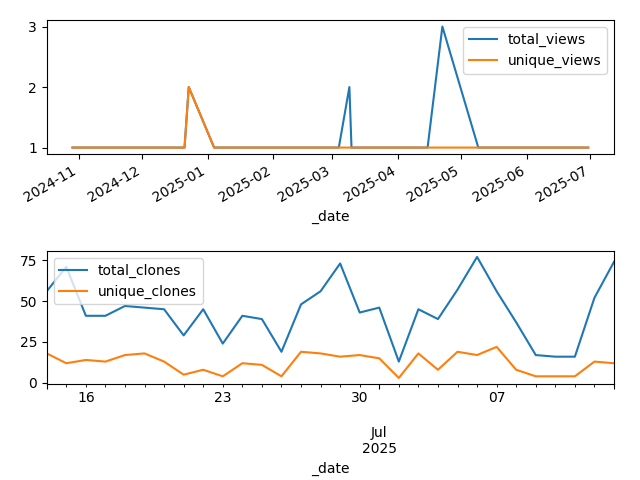 3
total_views
unique_views
2
1
2024-11 2024-12 2025-01 2025-02 2025-03 2025-04 2025-05 2025-06 2025-07
_date
75
total_clones
unique_clones
50
25
0
16 23 30 07
Jul
2025
_date